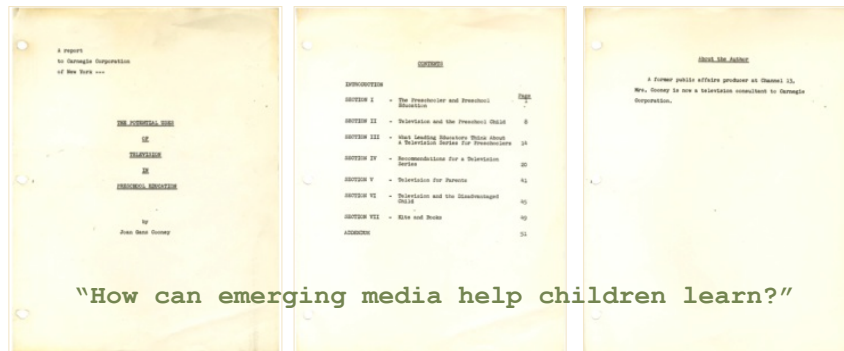 A report
to Carnegie Corporation
of New York ---
THE POTENTIAL USES
OF
TELEVISION
IN
PRESCHOOL EDUCATION
by
Joan Ganz Cooney
CONTENTS
Page
INTRODUCTION
SECTION I - The Preschooler and Preschool
Education
SECTION II - Television and the Preschool Child 8
SECTION III - What Leading Educators Think About
a Television Series for Preschoolers
SECTION IV - Recommendations for a Television
Series
SECTION V - Television for Parents
SECTION VI - Television and the Disadvantaged
Child
SECTION VII - Kits and Books
ADDENDUM 51
About the Author
A former public affairs producer at Channel 13,
Mrs. Cooney is now a television consultant to Carnegie
Corporation.
“How can emerging media help children learn?”